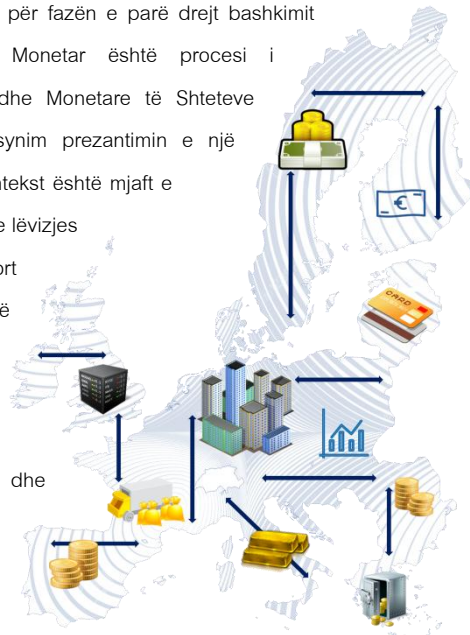 për fazën e parë drejt bashkimit
Monetar është procesi i
dhe Monetare të Shteteve
synim prezantimin e një
ntekst është mjaft e
e lëvizjes
ort
ë
dhe
CARD